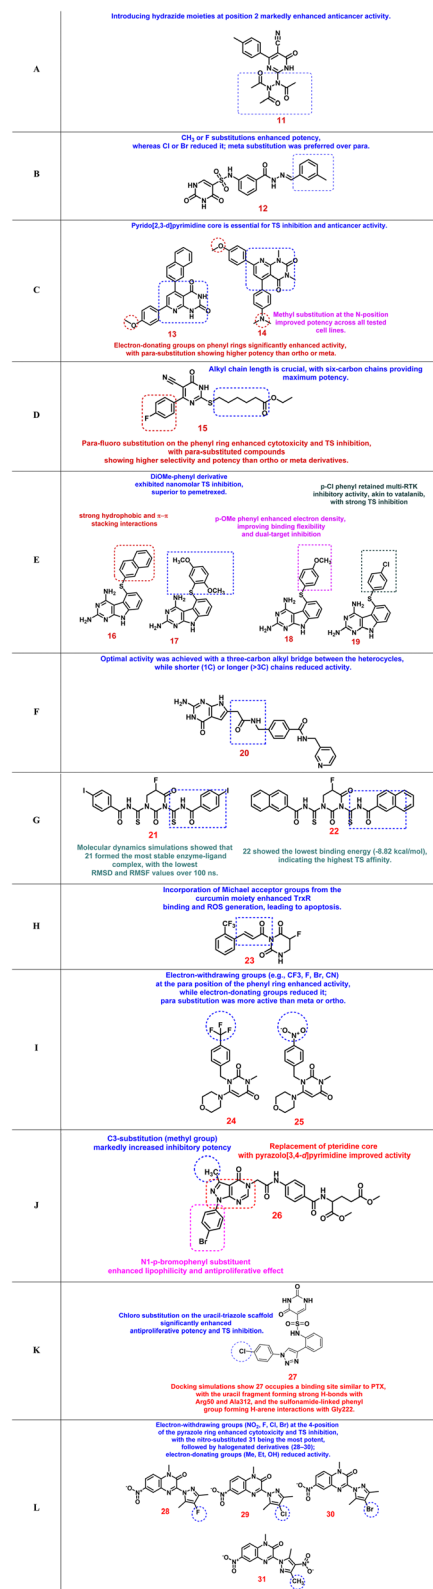 Introducing hydrazide moieties at position 2 markedly enhanced anticancer activity.
A
11
CH3 or F substitutions enhanced potency,
whereas Cl or Br reduced it; meta substitution was preferred over para.
B
12
Pyrido[2,3-d]pyrimidine core is essential for TS inhibition and anticancer activity.
C
13
14
Methyl substitution at the N-position
improved potency across all tested
cell lines.
Electron-donating groups on phenyl rings significantly enhanced activity,
with para-substitution showing higher potency than ortho or meta.
Alkyl chain length is crucial, with six-carbon chains providing
maximum potency.
D
15
Para-fluoro substitution on the phenyl ring enhanced cytotoxicity and TS inhibition,
with para-substituted compounds
showing higher selectivity and potency than ortho or meta derivatives.
DiOMe-phenyl derivative
exhibited nanomolar TS inhibition,
superior to pemetrexed.
p-Cl phenyl retained multi-RTK
inhibitory activity, akin to vatalanib,
with strong TS inhibition
strong hydrophobic and π–π
stacking interactions
p-OMe phenyl enhanced electron density,
improving binding flexibility
and dual-target inhibition
E
16
17
18
19
Optimal activity was achieved with a three-carbon alkyl bridge between the heterocycles,
while shorter (1C) or longer (>3C) chains reduced activity.
F
20
G
21
22
Molecular dynamics simulations showed that
21 formed the most stable enzyme-ligand
complex, with the lowest
RMSD and RMSF values over 100 ns.
22 showed the lowest binding energy (-8.82 kcal/mol),
indicating the highest TS affinity.
Incorporation of Michael acceptor groups from the
curcumin moiety enhanced TrxR
binding and ROS generation, leading to apoptosis.
H
23
Electron-withdrawing groups (e.g., CF3, F, Br, CN)
at the para position of the phenyl ring enhanced activity,
while electron-donating groups reduced it;
para substitution was more active than meta or ortho.
I
24
25
C3-substitution (methyl group)
markedly increased inhibitory potency
Replacement of pteridine core
with pyrazolo[3,4-d]pyrimidine improved activity
J
26
N1-p-bromophenyl substituent
enhanced lipophilicity and antiproliferative effect
Chloro substitution on the uracil-triazole scaffold
significantly enhanced
antiproliferative potency and TS inhibition.
K
27
Docking simulations show 27 occupies a binding site similar to PTX,
with the uracil fragment forming strong H-bonds with
Arg50 and Ala312, and the sulfonamide-linked phenyl
group forming H-arene interactions with Gly222.
Electron-withdrawing groups (NO2, F, Cl, Br) at the 4-position
of the pyrazole ring enhanced cytotoxicity and TS inhibition,
with the nitro-substituted 31 being the most potent,
followed by halogenated derivatives (28–30);
electron-donating groups (Me, Et, OH) reduced activity.
L
28
29
30
31